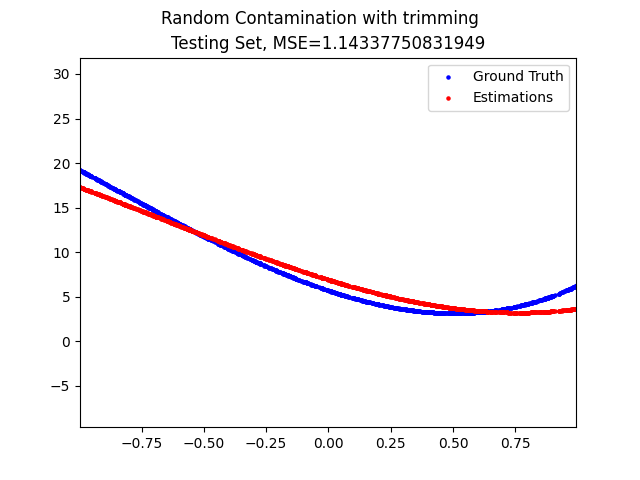 Random Contamination with trimming
Testing Set, MSE=1.14337750831949
Ground Truth
Estimations
30
25
20
15
10
5
0
−5
−0.75 −0.50 −0.25 0.00 0.25 0.50 0.75